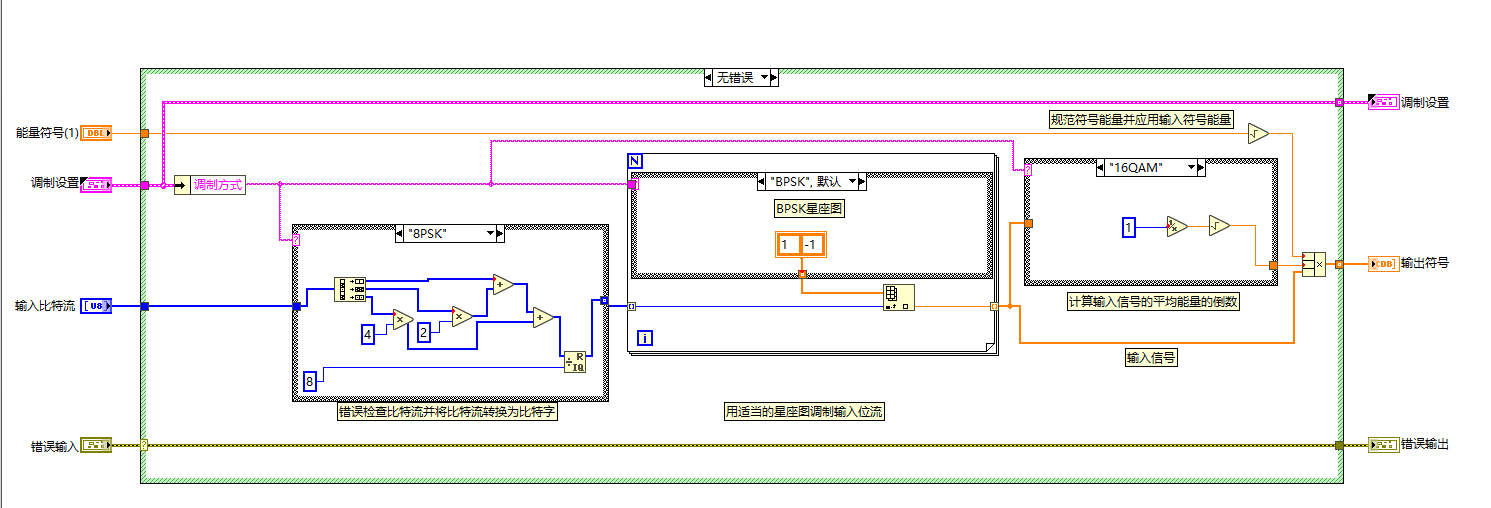 无错误
调制设置
规范符号能量并应用输入符号能量
能量符号(1)
DBL
N
"16QAM"
调制设置
调制方式
"BPSK", 默认
BPSK星座图
1
-1
1
"8PSK"
输出符号
CDB
输入比特流
U8
4
2
计算输入信号的平均能量的倒数
i
R
IQ
8
输入信号
错误检查比特流并将比特流转换为比特字
用适当的星座图调制输入位流
错误输入
错误输出